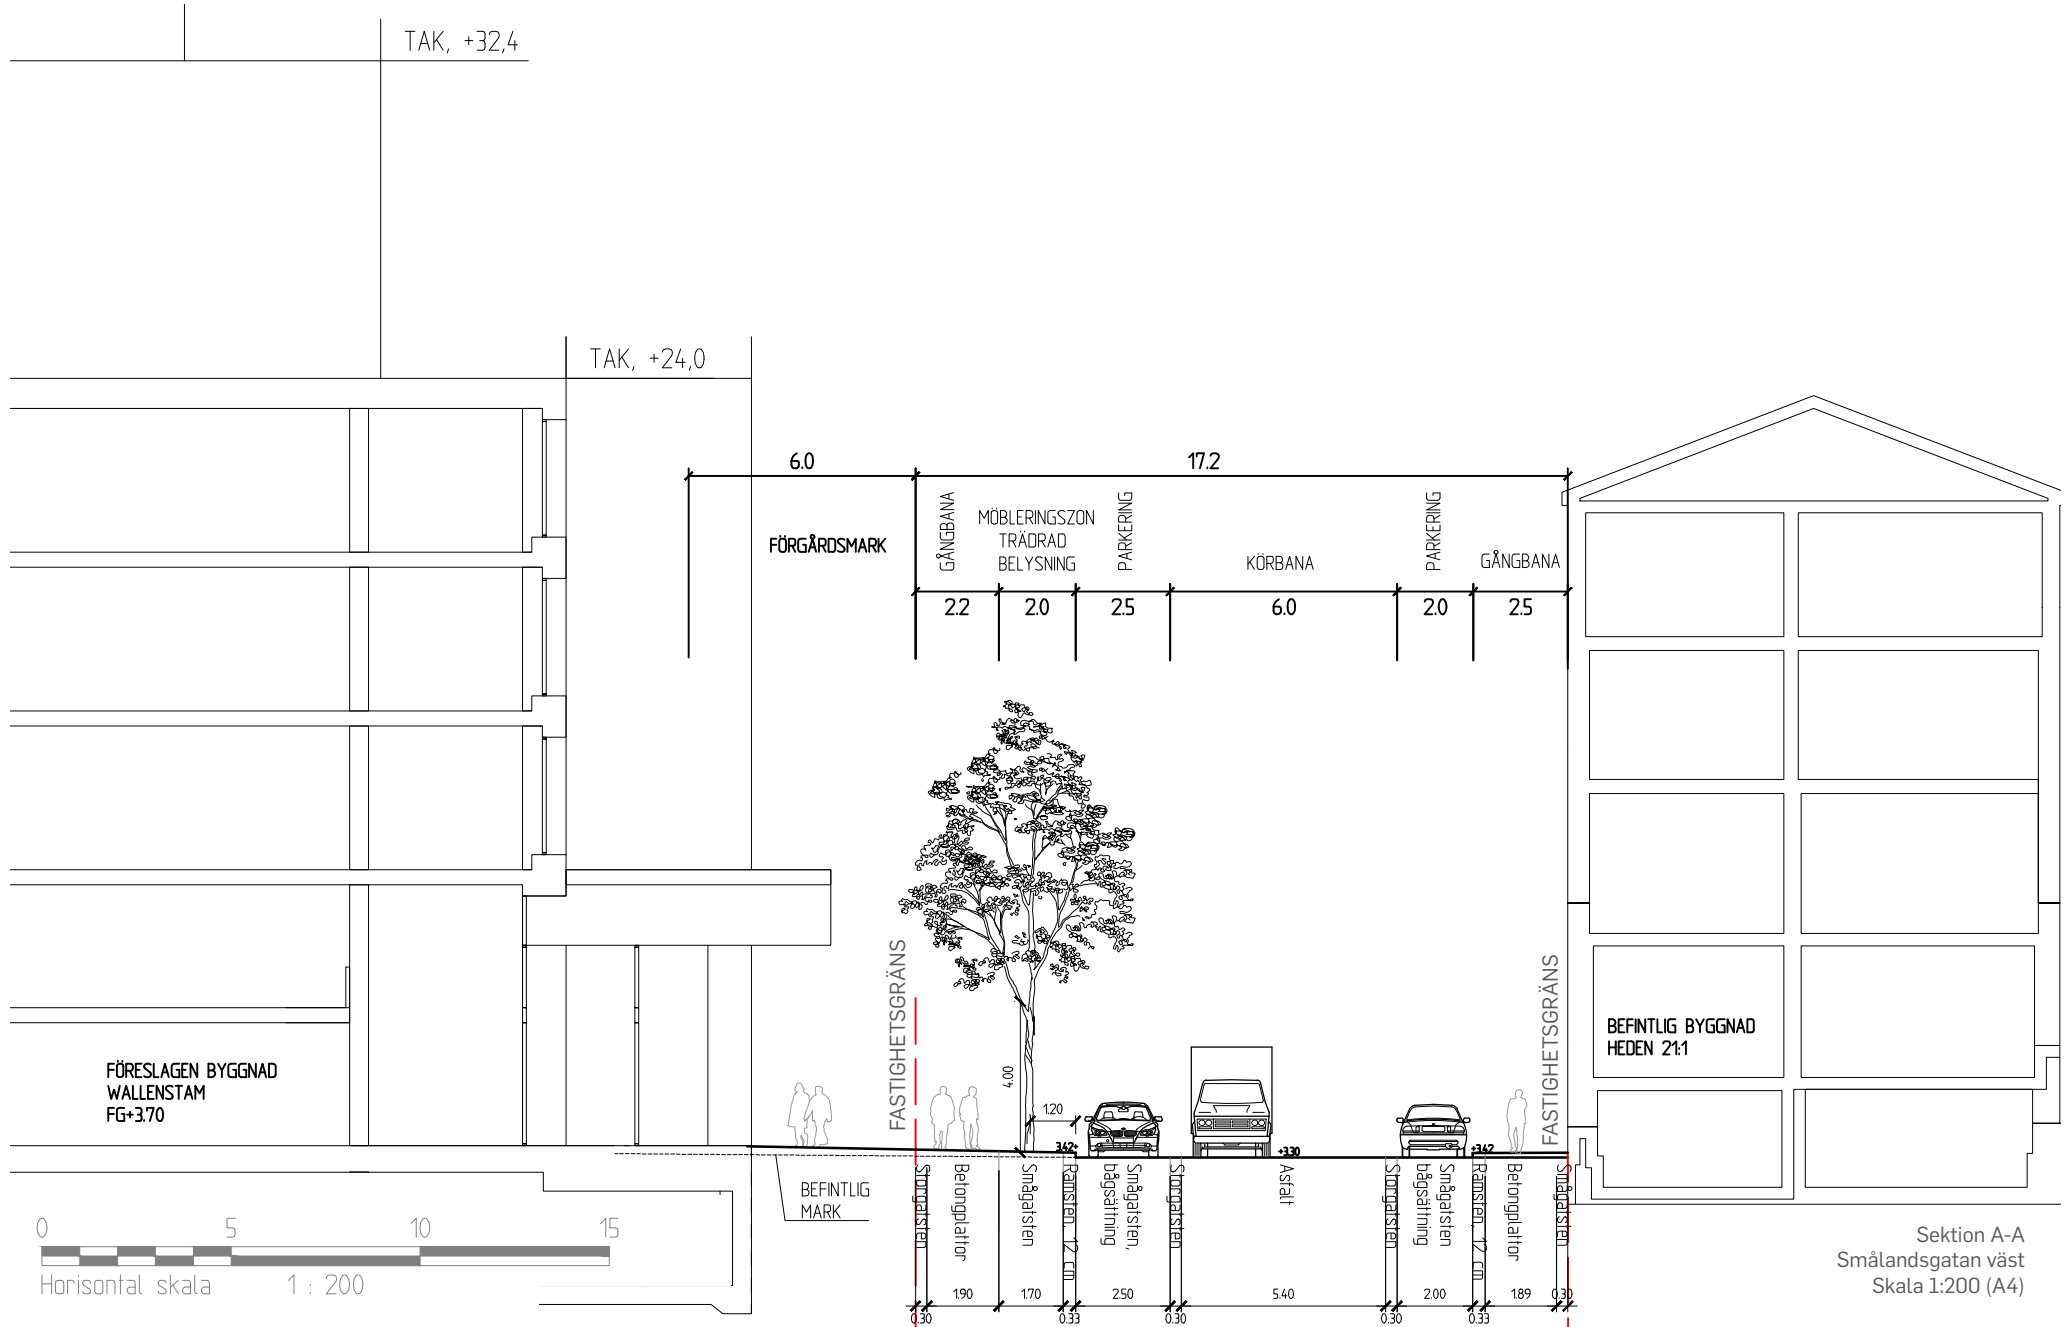 TAK, +32,4
TAK, +24,0
6.0
17.2
FÖRGÅRDSMARK
GÅNGBANA
MÖBLERINGSZON
TRÄDRAD
BELYSNING
PARKERING
KÖRBANA
PARKERING
GÅNGBANA
2.2
2.0
2.5
6.0
2.0
2.5
FASTIGHETSGRÄNS
FASTIGHETSGRÄNS
BEFINTLIG BYGGNAD
HEDEN 21:1
FÖRESLAGEN BYGGNAD
WALLENSTAM
FG+3.70
4.00
1.20
3.42+
+3.30
+3.42
BEFINTLIG
MARK
Storgatsten
Betongplattor
Smågatsten
Ramsten, 12 cm
Smågatsten,
bågsättning
Storgatsten
Asfalt
Storgatsten
Smågatsten
bågsättning
Ramsten, 12 cm
Betongplattor
Smågatsten
1.90
1.70
2.50
5.40
2.00
1.89
0.30
0.30
0.33
0.30
0.30
0.33
0 5 10 15
Horisontal skala 1 : 200
Sektion A-A
Smålandsgatan väst
Skala 1:200 (A4)